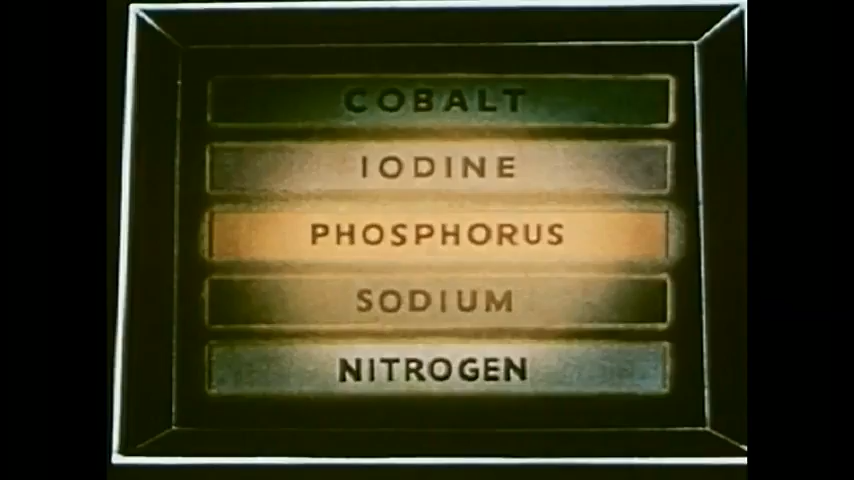 COBALT
IODINE
PHOSPHORUS
SODIUM
NITROGEN